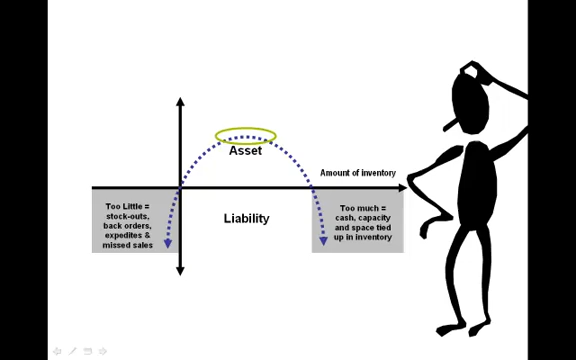 Asset
Amount of inventory
Too Little =
stock-outs,
back orders,
expedites &
missed sales
Liability
Too much =
cash, capacity
and space tied
up in inventory